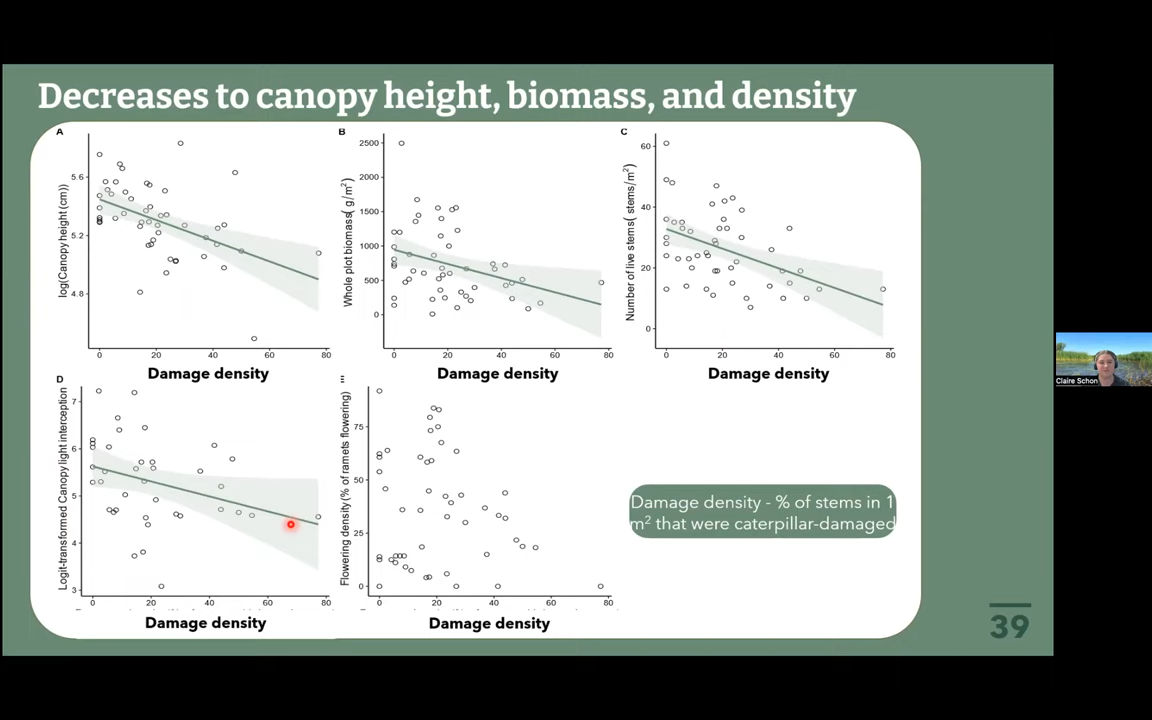 Decreases to canopy height, biomass, and density
A
log(Canopy height (cm))
5.6
5.2
4.8
0 20 40 60 80
Damage density
B
Whole plot biomass( g/m²)
2500
2000
1500
1000
500
0
0 20 40 60 80
Damage density
C
Number of live stems( stems/m²)
60
40
20
0
0 20 40 60 80
Damage density
D
Logit-transformed Canopy light interception
7
6
5
4
3
0 20 40 60 80
Damage density
E
Flowering density (% of ramets flowering)
75
50
25
0
0 20 40 60 80
Damage density
Damage density - % of stems in 1
m² that were caterpillar-damaged
39
Claire Schon